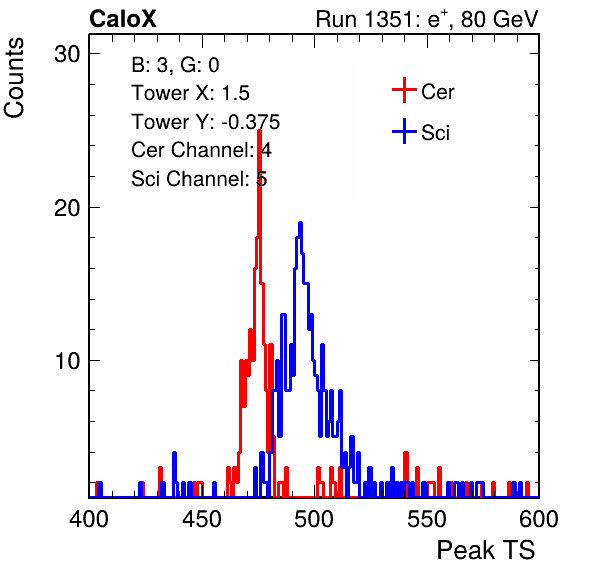 CaloX
Run 1351: e+, 80 GeV
Counts
B: 3, G: 0
Tower X: 1.5
Tower Y: -0.375
Cer Channel: 4
Sci Channel: 5
Cer
Sci
30
20
10
400 450 500 550 600
Peak TS